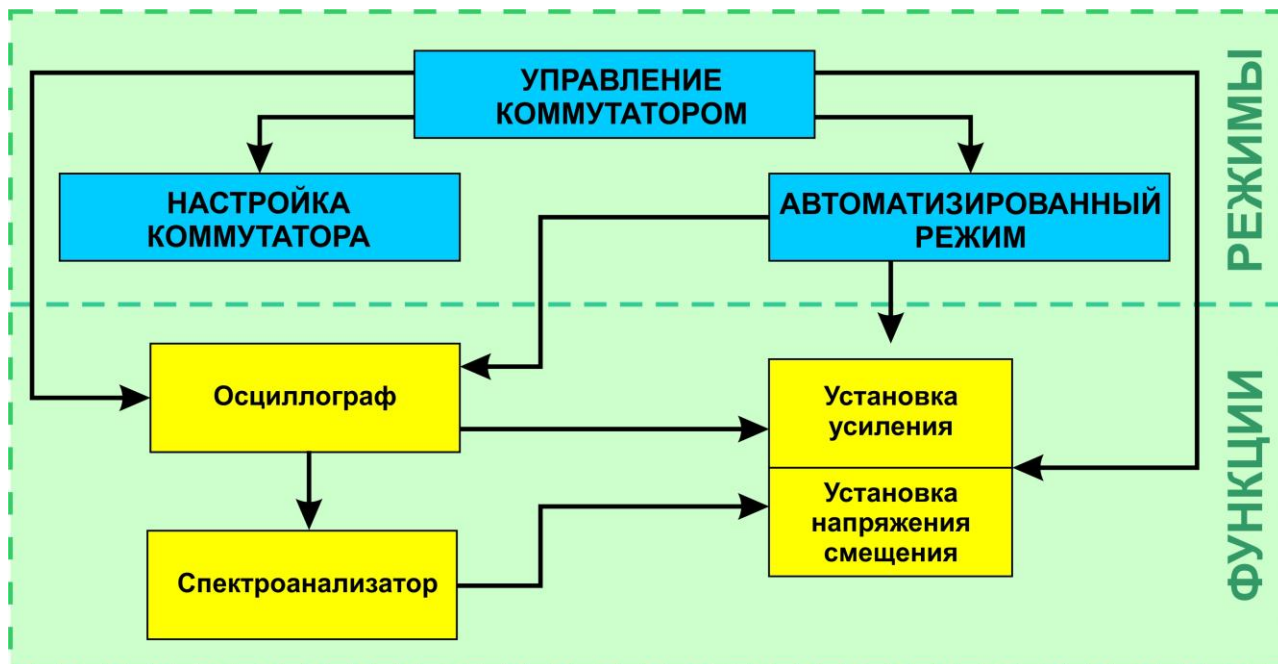 УПРАВЛЕНИЕ
КОММУТАТОРОМ
НАСТРОЙКА
КОММУТАТОРА
АВТОМАТИЗИРОВАННЫЙ
РЕЖИМ
РЕЖИМЫ
Осциллограф
Установка
усиления
Установка
напряжения
смещения
Спектроанализатор
ФУНКЦИИ